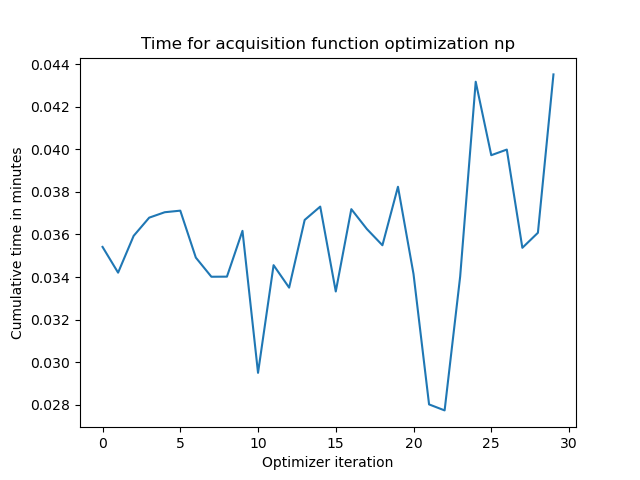 Time for acquisition function optimization np
0.044
0.042
0.040
0.038
0.036
0.034
0.032
0.030
0.028
Cumulative time in minutes
0 5 10 15 20 25 30
Optimizer iteration